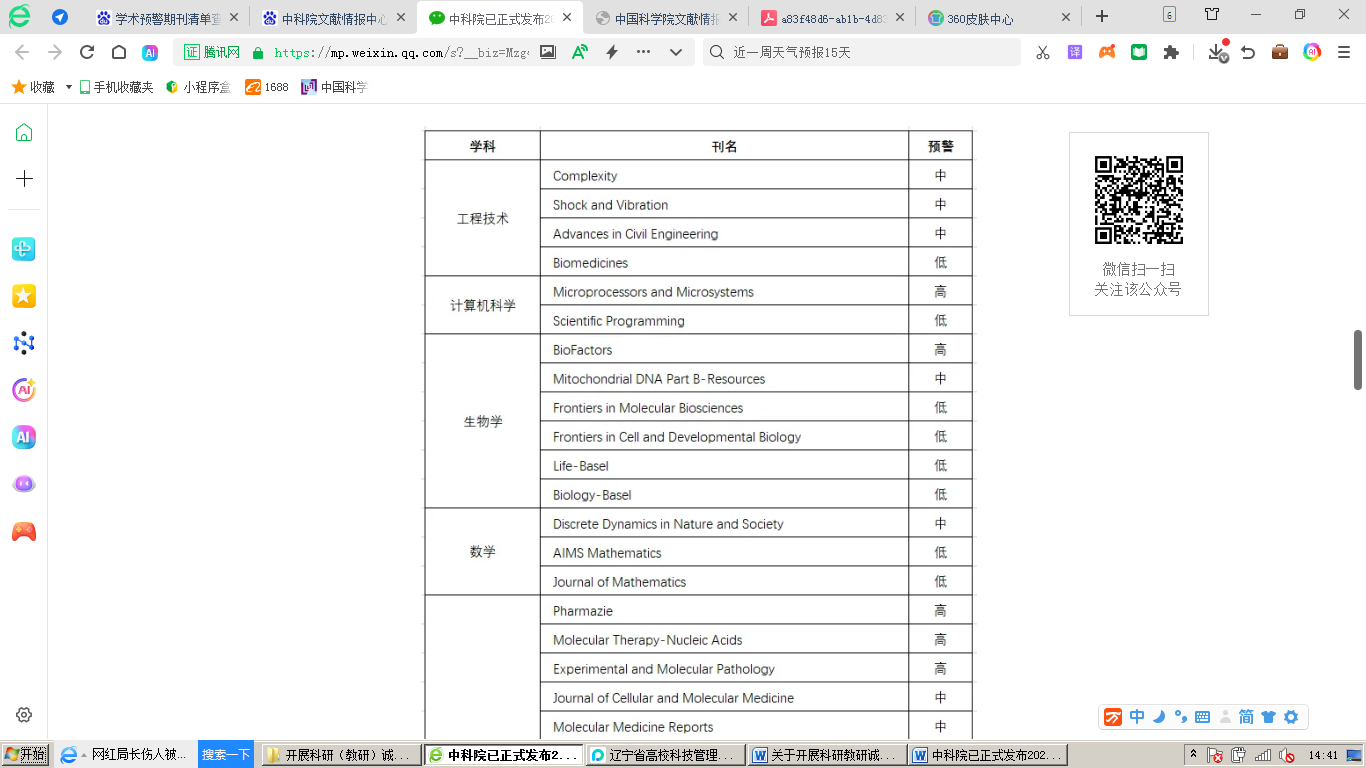 学术预警期刊清单查
中科院文献情报中心
中科院已正式发布20
中国科学院文献情报
a83f48d6-ab1b-4d8
360皮肤中心
6
AI
证 腾讯网 https://mp.weixin.qq.com/s?__biz=Mzs
近一周天气预报15天
译
收藏
手机收藏夹
小程序盒
1688
中国科学
学科 刊名 预警
工程技术
Complexity 中
Shock and Vibration 中
Advances in Civil Engineering 中
Biomedicines 低
计算机科学
Microprocessors and Microsystems 高
Scientific Programming 低
生物学
BioFactors 高
Mitochondrial DNA Part B-Resources 中
Frontiers in Molecular Biosciences 低
Frontiers in Cell and Developmental Biology 低
Life-Basel 低
Biology-Basel 低
数学
Discrete Dynamics in Nature and Society 中
AIMS Mathematics 低
Journal of Mathematics 低
Pharmazie 高
Molecular Therapy-Nucleic Acids 高
Experimental and Molecular Pathology 高
Journal of Cellular and Molecular Medicine 中
Molecular Medicine Reports 中
微信扫一扫
关注该公众号
AI
AI
中
简
开始
网红局长伤人被...
搜索一下
开展科研（教研）诚...
中科院已正式发布2...
辽宁省高校科技管理...
关于开展科研教研诚...
中科院已正式发布202...
14:41